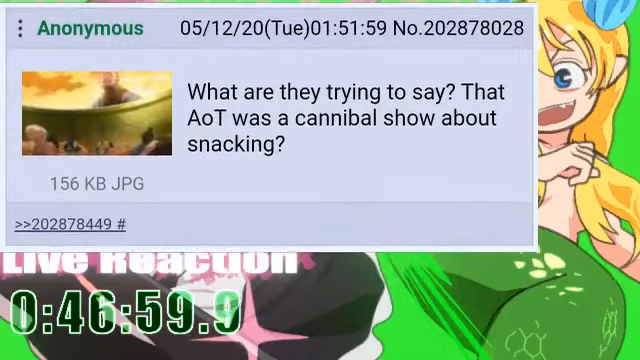 Anonymous 05/12/20(Tue)01:51:59 No.202878028
What are they trying to say? That
AoT was a cannibal show about
snacking?
156 KB JPG
>>202878449 #
Live Reaction
0:46:59.9